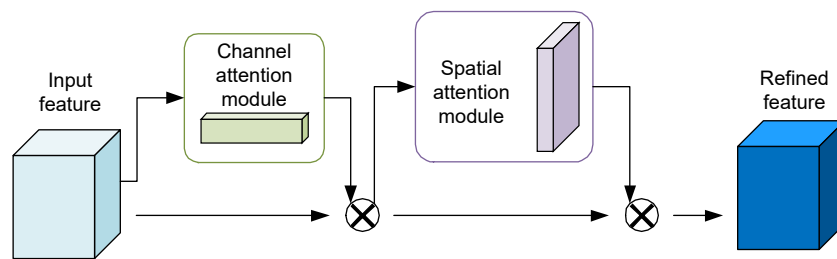 Input
feature
Channel
attention
module
Spatial
attention
module
Refined
feature